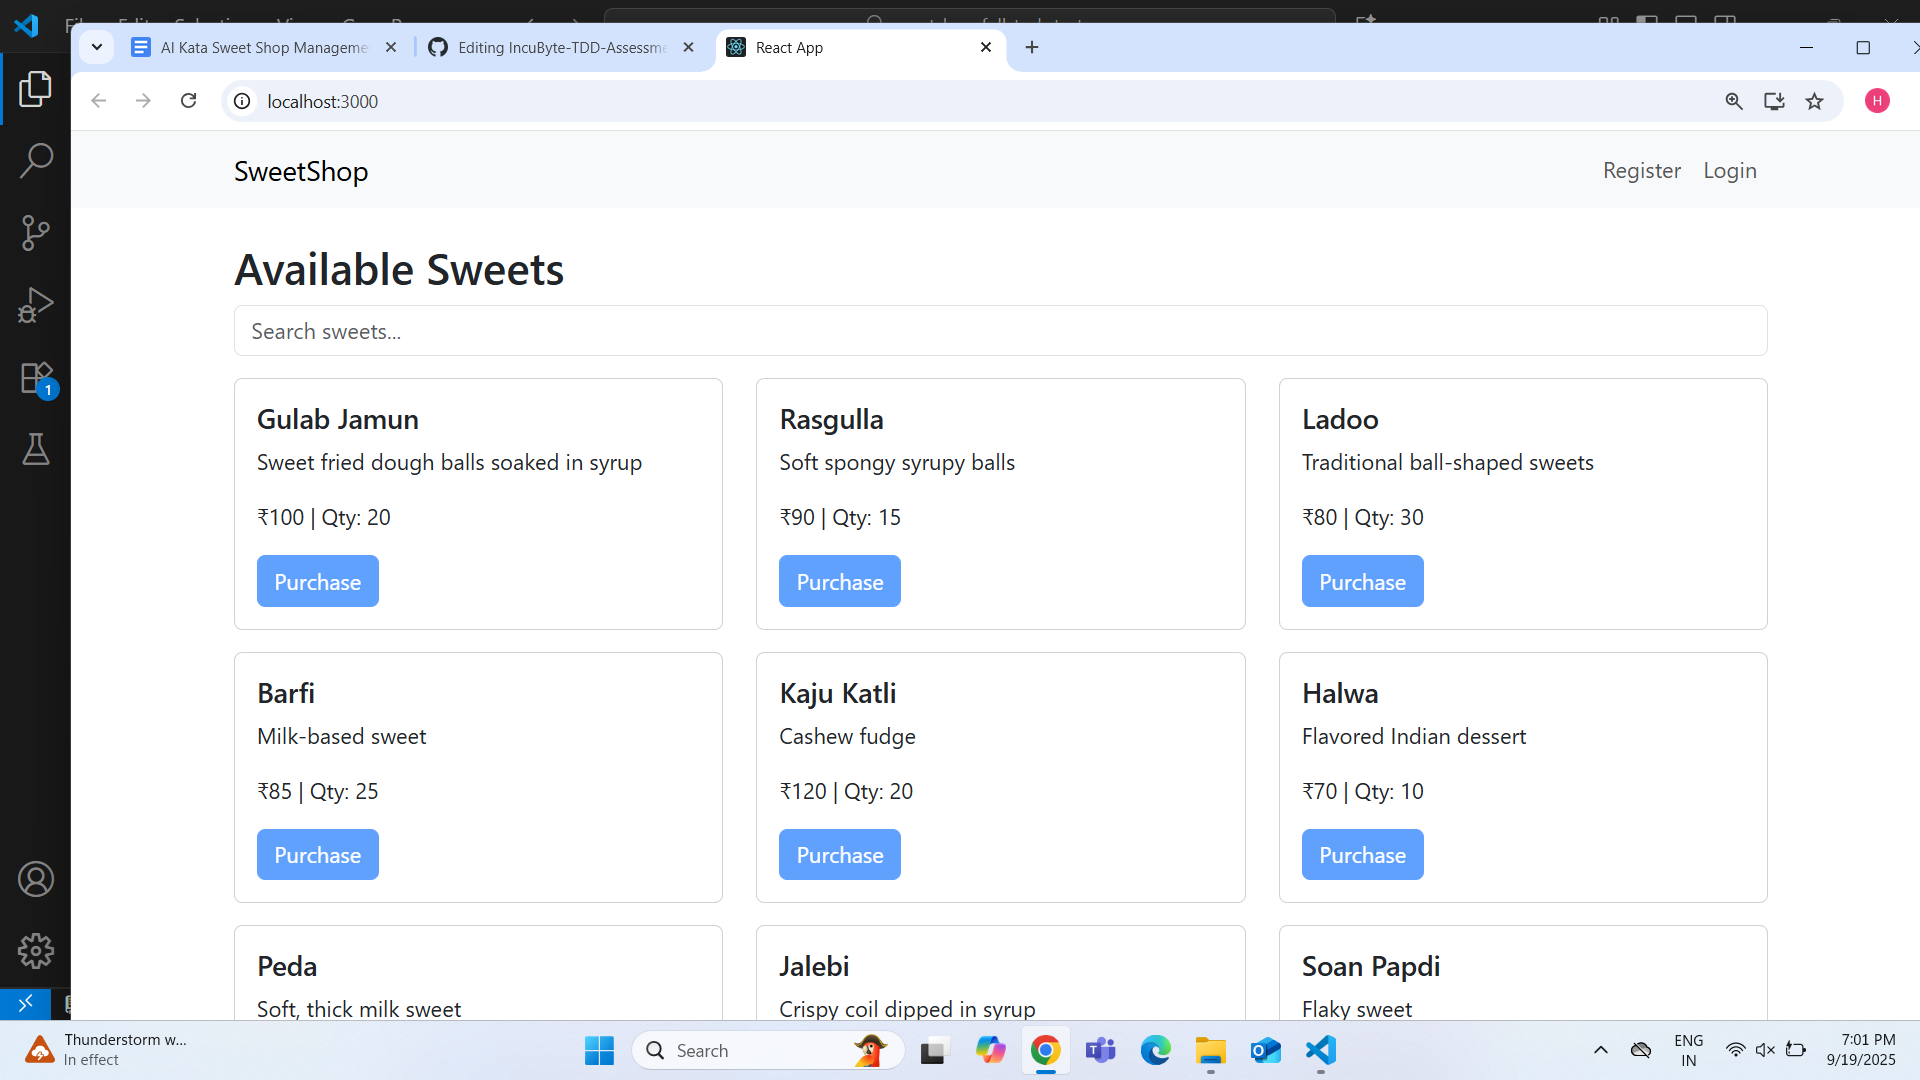 AI Kata Sweet Shop Manageme
Editing IncuByte-TDD-Assessme
React App
localhost:3000
H
SweetShop
Register
Login
Available Sweets
Search sweets...
Gulab Jamun
Sweet fried dough balls soaked in syrup
₹100 | Qty: 20
Purchase
Rasgulla
Soft spongy syrupy balls
₹90 | Qty: 15
Purchase
Ladoo
Traditional ball-shaped sweets
₹80 | Qty: 30
Purchase
Barfi
Milk-based sweet
₹85 | Qty: 25
Purchase
Kaju Katli
Cashew fudge
₹120 | Qty: 20
Purchase
Halwa
Flavored Indian dessert
₹70 | Qty: 10
Purchase
Peda
Soft, thick milk sweet
Jalebi
Crispy coil dipped in syrup
Soan Papdi
Flaky sweet
1
Thunderstorm w...
In effect
Search
ENG
IN
7:01 PM
9/19/2025